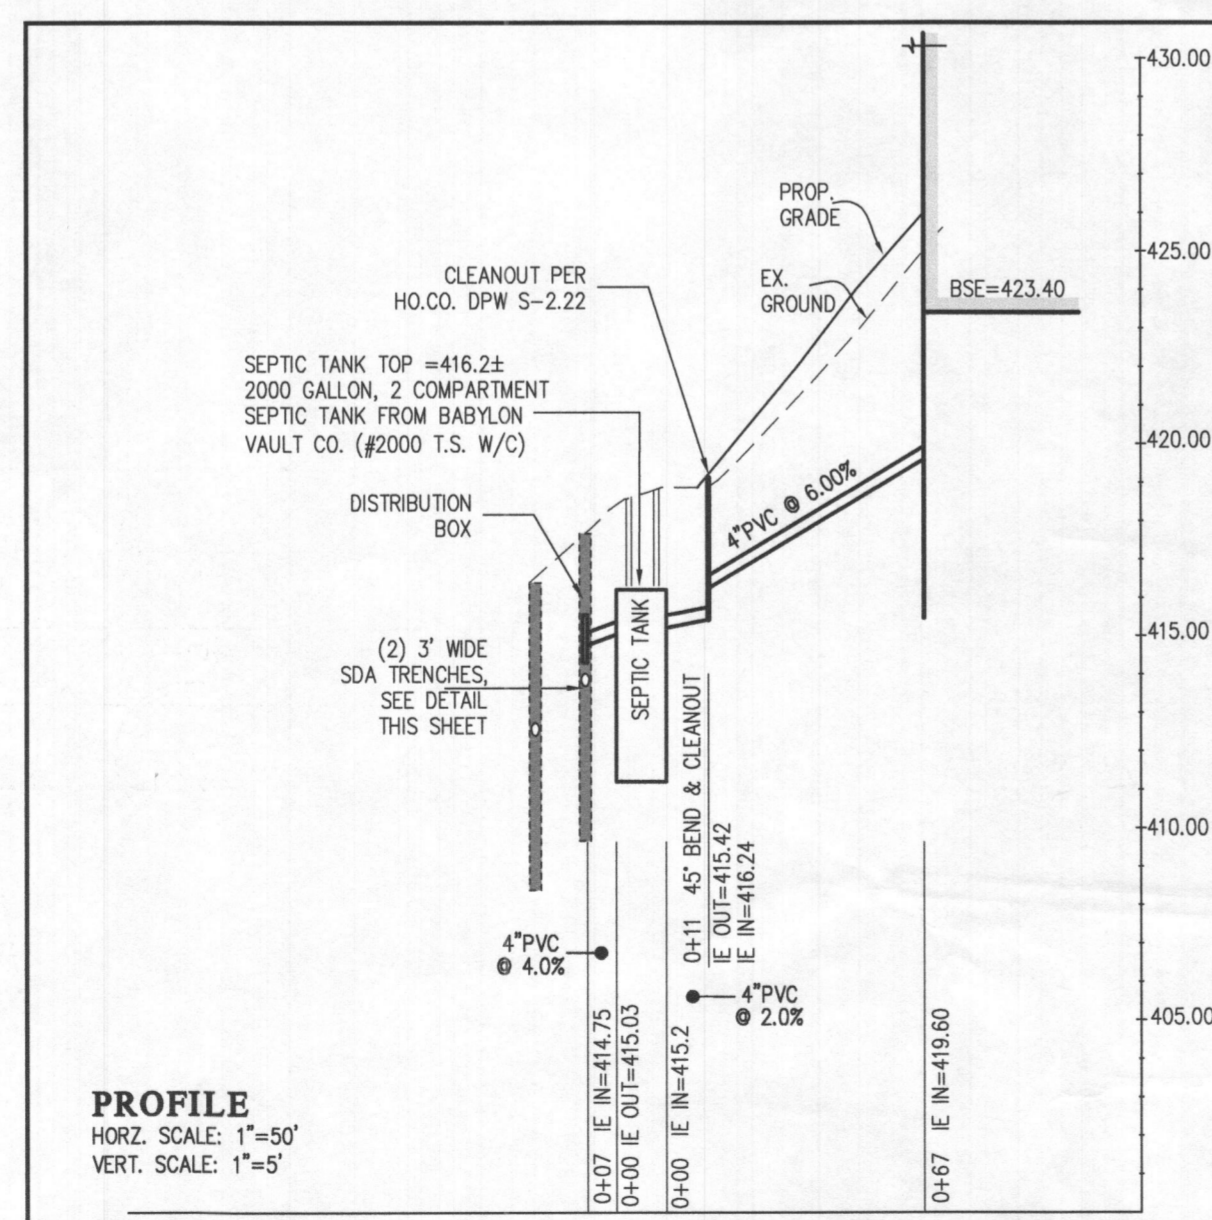 430.00
PROP.
GRADE
425.00
CLEANOUT PER
HO.CO. DPW S-2.22
EX.
GROUND
BSE=423.40
SEPTIC TANK TOP =416.2±
2000 GALLON, 2 COMPARTMENT
SEPTIC TANK FROM BABYLON
VAULT CO. (#2000 T.S. W/C)
420.00
4"PVC @ 6.00%
DISTRIBUTION
BOX
SEPTIC TANK
415.00
(2) 3' WIDE
SDA TRENCHES,
SEE DETAIL
THIS SHEET
410.00
0+11 45° BEND & CLEANOUT
IE OUT=415.42
IE IN=416.24
4"PVC
@ 4.0%
4"PVC
@ 2.0%
405.00
0+07 IE IN=414.75
0+00 IE OUT=415.03
0+00 IE IN=415.2
0+67 IE IN=419.60
PROFILE
HORZ. SCALE: 1"=50'
VERT. SCALE: 1"=5'